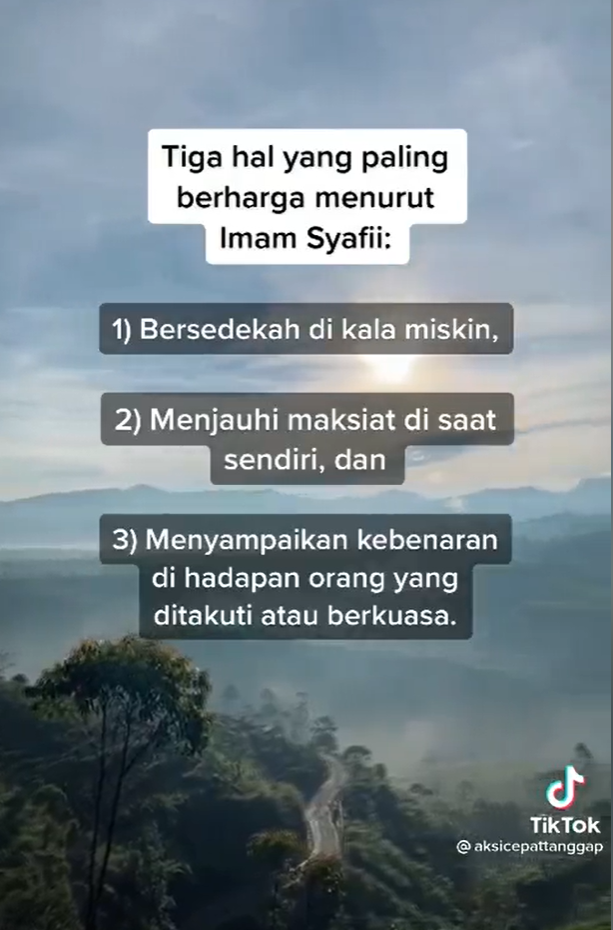 Tiga hal yang paling
berharga menurut
Imam Syafii:
1) Bersedekah di kala miskin,
2) Menjauhi maksiat di saat
sendiri, dan
3) Menyampaikan kebenaran
di hadapan orang yang
ditakuti atau berkuasa.
TikTok
@aksicepattanggap